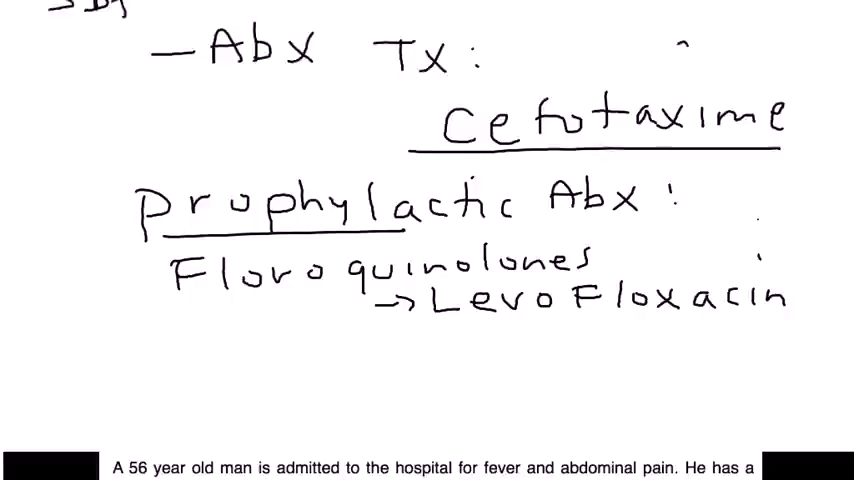 - Abx Tx:
Cefotaxime
Prophylactic Abx:
Floroquinolones
→ LevoFloxacin
A 56 year old man is admitted to the hospital for fever and abdominal pain. He has a